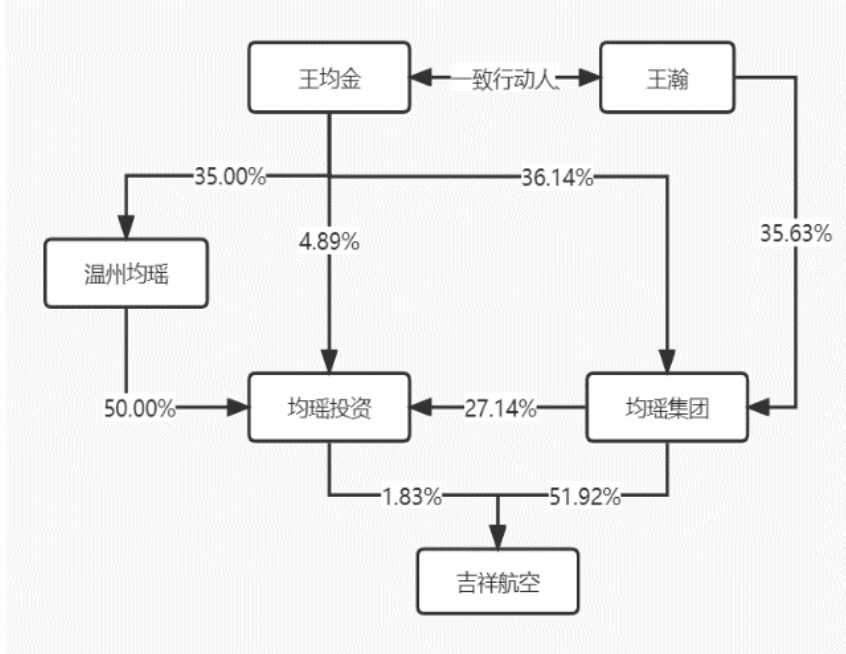 王均金
一致行动人
王瀚
35.00%
36.14%
4.89%
35.63%
温州均瑶
50.00%
均瑶投资
27.14%
均瑶集团
1.83%
51.92%
吉祥航空